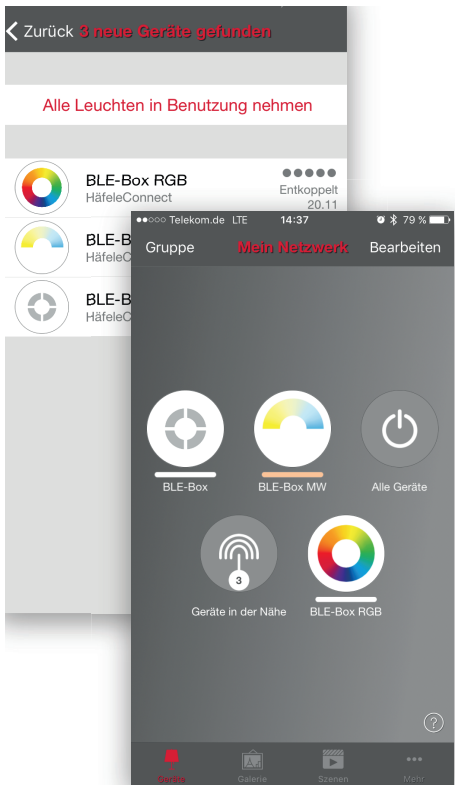 Zurück 3 neue Geräte gefunden
Alle Leuchten in Benutzung nehmen
BLE-Box RGB
HäfeleConnect
Entkoppelt
20.11
BLE-B
HäfeleC
BLE-B
HäfeleC
Telekom.de LTE 14:37 79 %
Gruppe Mein Netzwerk Bearbeiten
BLE-Box BLE-Box MW Alle Geräte
3
Geräte in der Nähe BLE-Box RGB
?
Geräte Galerie Szenen Mehr